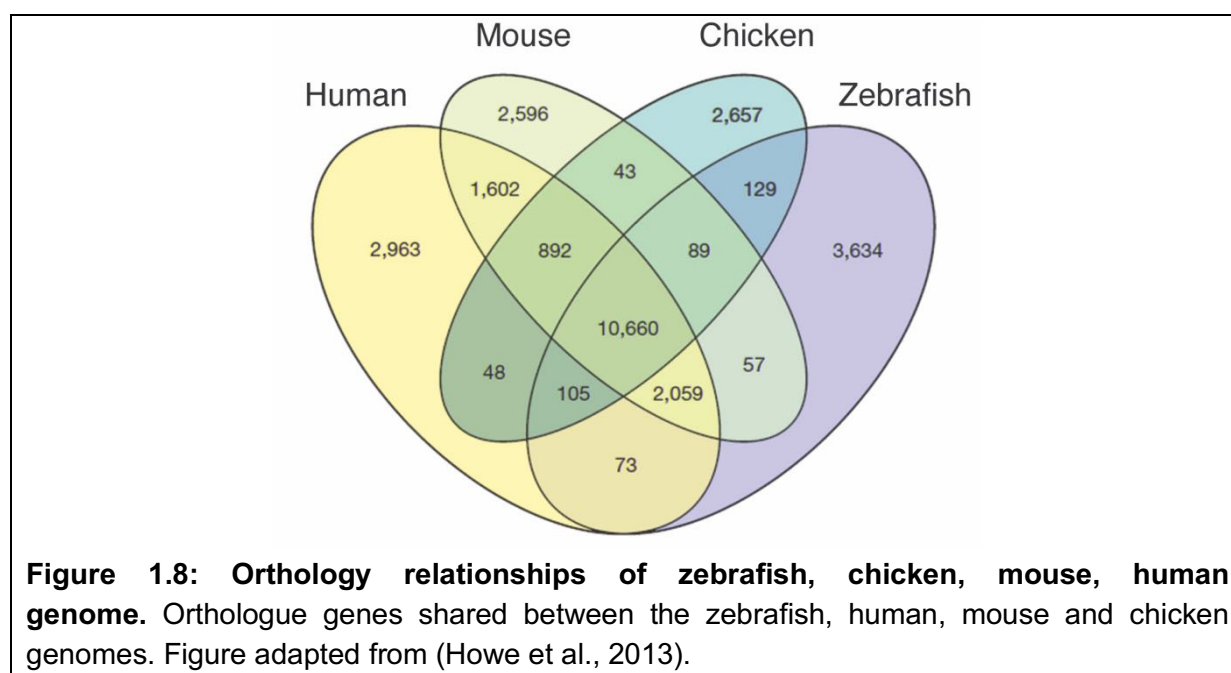 Mouse Chicken
Human Zebrafish
2,596 2,657
43
1,602 129
2,963 892 89 3,634
10,660
48 105 2,059 57
73
Figure 1.8: Orthology relationships of zebrafish, chicken, mouse, human
genome. Orthologue genes shared between the zebrafish, human, mouse and chicken
genomes. Figure adapted from (Howe et al., 2013).